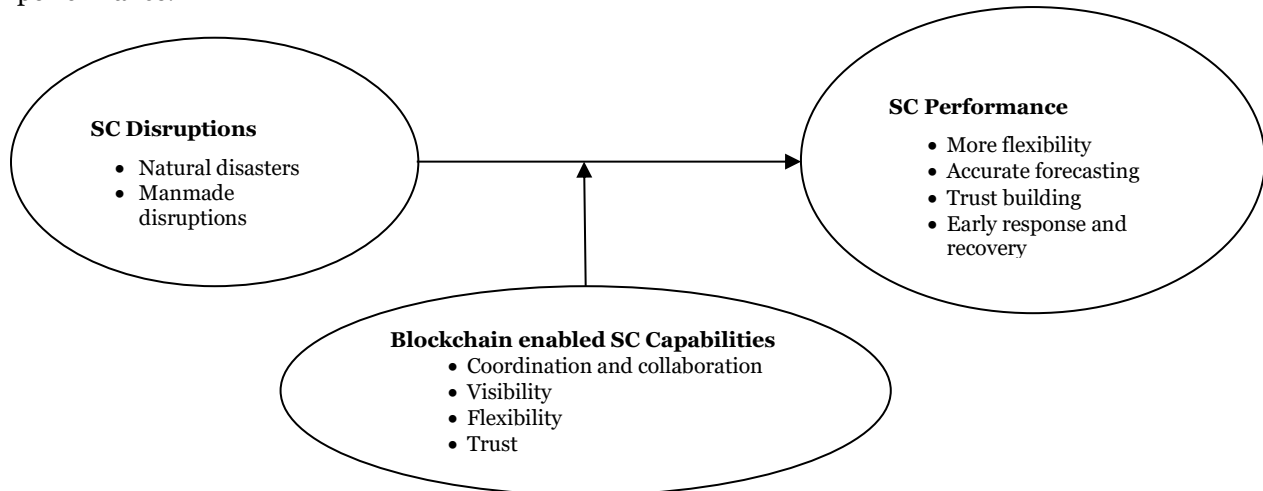 SC Disruptions
• Natural disasters
• Manmade
disruptions
SC Performance
• More flexibility
• Accurate forecasting
• Trust building
• Early response and
recovery
Blockchain enabled SC Capabilities
• Coordination and collaboration
• Visibility
• Flexibility
• Trust